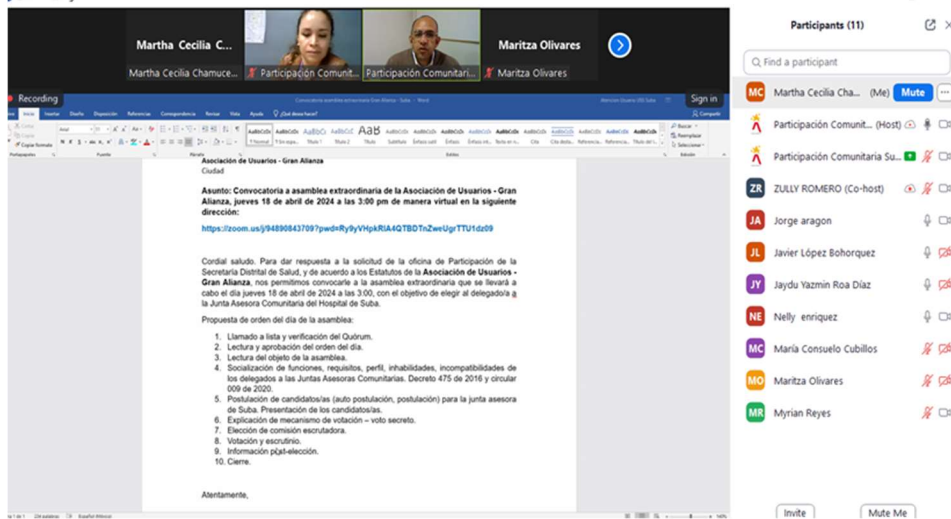 Participants (11)
Find a participant
Martha Cecilia C...
Maritza Olivares
Martha Cecilia Chamuce...
Participación Comunit...
Participación Comunitari...
Maritza Olivares
Recording
Sign in
Asociación de Usuarios - Gran Alianza
Ciudad
Asunto: Convocatoria a asamblea extraordinaria de la Asociación de Usuarios - Gran
Alianza, jueves 18 de abril de 2024 a las 3:00 pm de manera virtual en la siguiente
dirección:
https://zoom.us/j/94890843709?pwd=Ry9yVHpkRlA4QTBDTnZweUgrTTU1dz09
Cordial saludo. Para dar respuesta a la solicitud de la oficina de Participación de la
Secretaría Distrital de Salud, y de acuerdo a los Estatutos de la Asociación de Usuarios -
Gran Alianza, nos permitimos convocarle a la asamblea extraordinaria que se llevará a
cabo el día jueves 18 de abril de 2024 a las 3:00, con el objetivo de elegir al delegado/a a
la Junta Asesora Comunitaria del Hospital de Suba.
Propuesta de orden del día de la asamblea:
1. Llamado a lista y verificación del Quórum.
2. Lectura y aprobación del orden del día.
3. Lectura del objeto de la asamblea.
4. Socialización de funciones, requisitos, perfil, inhabilidades, incompatibilidades de
los delegados a las Juntas Asesoras Comunitarias. Decreto 475 de 2016 y circular
009 de 2020.
5. Postulación de candidatos/as (auto postulación, postulación) para la junta asesora
de Suba. Presentación de los candidatos/as.
6. Explicación de mecanismo de votación – voto secreto.
7. Elección de comisión escrutadora.
8. Votación y escrutinio.
9. Información post-elección.
10. Cierre.
Atentamente,
MC Martha Cecilia Cha... (Me) Mute ...
Participación Comunit... (Host)
Participación Comunitaria Su...
ZR ZULLY ROMERO (Co-host)
JA Jorge aragon
JL Javier López Bohorquez
JY Jaydu Yazmin Roa Díaz
NE Nelly enriquez
MC María Consuelo Cubillos
MO Maritza Olivares
MR Myrian Reyes
Invite
Mute Me